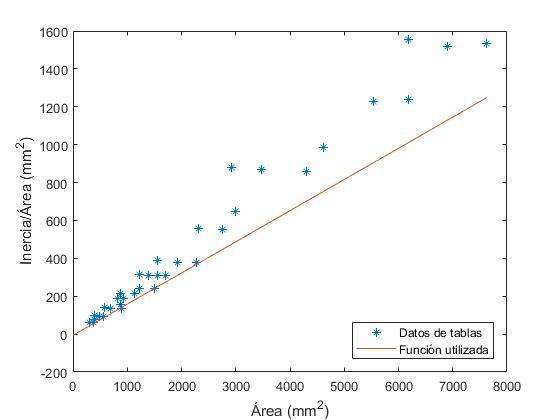 1600
1400
1200
1000
800
600
400
200
0
-200
Inercia/Área (mm²)
0 1000 2000 3000 4000 5000 6000 7000 8000
Área (mm²)
Datos de tablas
Función utilizada